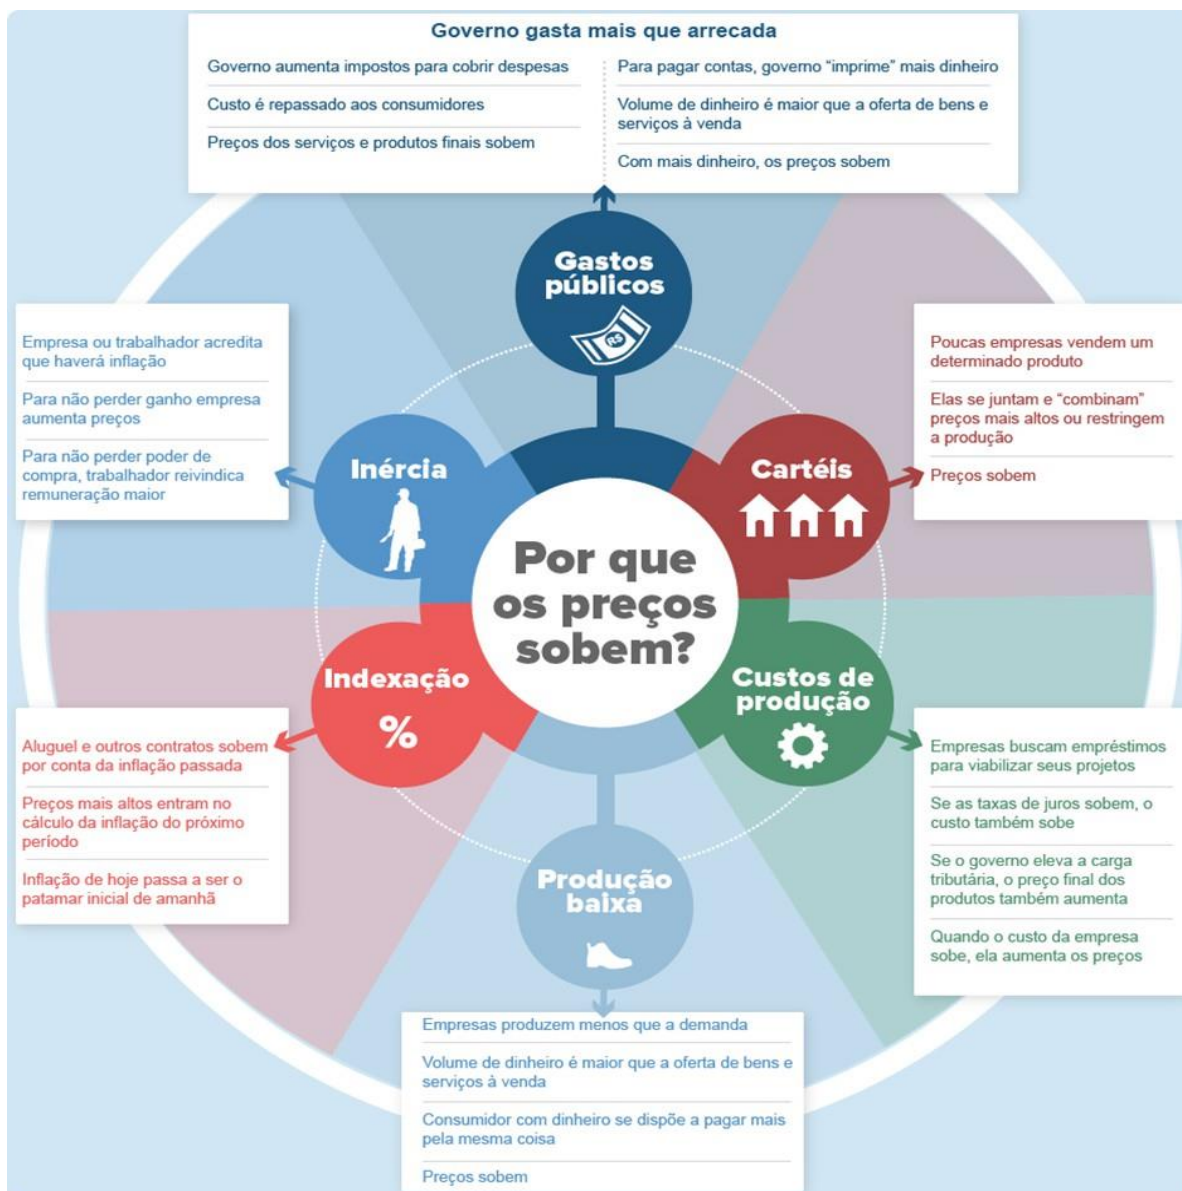 Governo gasta mais que arrecada
Governo aumenta impostos para cobrir despesas
Custo é repassado aos consumidores
Preços dos serviços e produtos finais sobem
Para pagar contas, governo “imprime” mais dinheiro
Volume de dinheiro é maior que a oferta de bens e
serviços à venda
Com mais dinheiro, os preços sobem
Gastos
públicos
R$
Empresa ou trabalhador acredita
que haverá inflação
Para não perder ganho empresa
aumenta preços
Para não perder poder de
compra, trabalhador reivindica
remuneração maior
Inércia
Cartéis
Poucas empresas vendem um
determinado produto
Elas se juntam e “combinam”
preços mais altos ou restringem
a produção
Preços sobem
Por que
os preços
sobem?
Indexação
%
Aluguel e outros contratos sobem
por conta da inflação passada
Preços mais altos entram no
cálculo da inflação do próximo
período
Inflação de hoje passa a ser o
patamar inicial de amanhã
Custos de
produção
Empresas buscam empréstimos
para viabilizar seus projetos
Se as taxas de juros sobem, o
custo também sobe
Se o governo eleva a carga
tributária, o preço final dos
produtos também aumenta
Quando o custo da empresa
sobe, ela aumenta os preços
Produção
baixa
Empresas produzem menos que a demanda
Volume de dinheiro é maior que a oferta de bens e
serviços à venda
Consumidor com dinheiro se dispõe a pagar mais
pela mesma coisa
Preços sobem